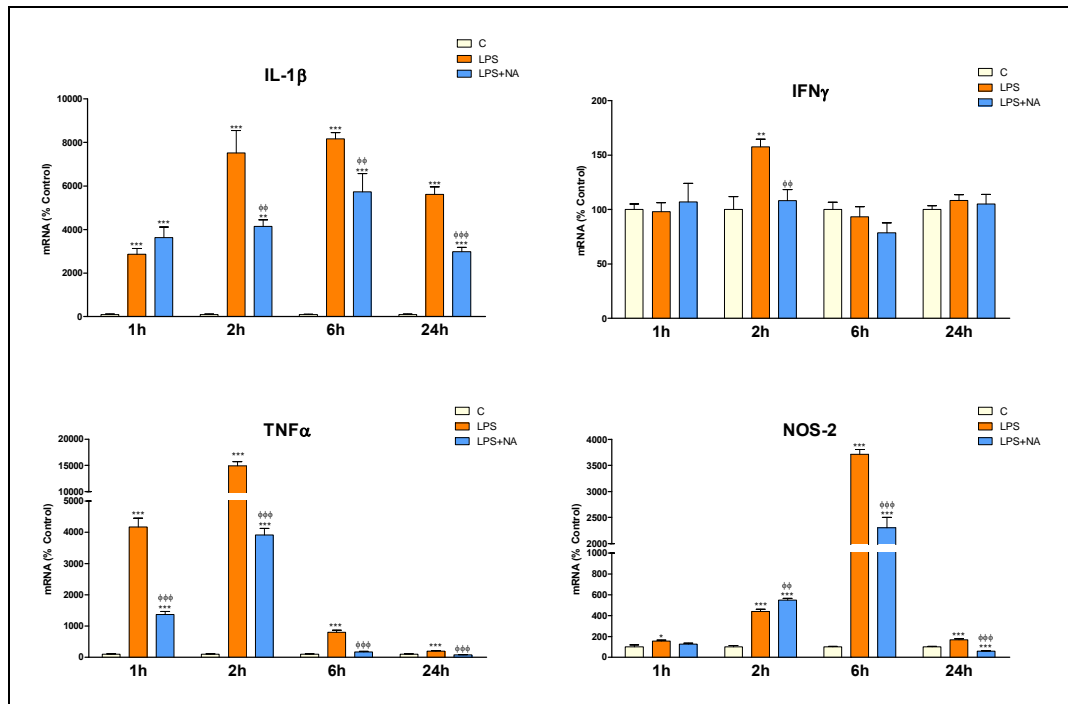 C
LPS
LPS+NA
IL-1β
mRNA (% Control)
10000
8000
6000
4000
2000
0
***
***
***
ϕϕ
**
***
ϕϕ
***
***
ϕϕϕ
***
1h
2h
6h
24h
C
LPS
LPS+NA
IFNγ
mRNA (% Control)
200
150
100
50
0
**
ϕϕ
1h
2h
6h
24h
C
LPS
LPS+NA
TNFα
mRNA (% Control)
20000
15000
10000
5000
4000
3000
2000
1000
0
***
ϕϕϕ
***
***
ϕϕϕ
***
***
ϕϕϕ
***
ϕϕϕ
1h
2h
6h
24h
C
LPS
LPS+NA
NOS-2
mRNA (% Control)
4000
3500
3000
2500
2000
1000
800
600
400
200
0
*
***
ϕϕ
***
***
ϕϕϕ
***
***
ϕϕϕ
***
1h
2h
6h
24h